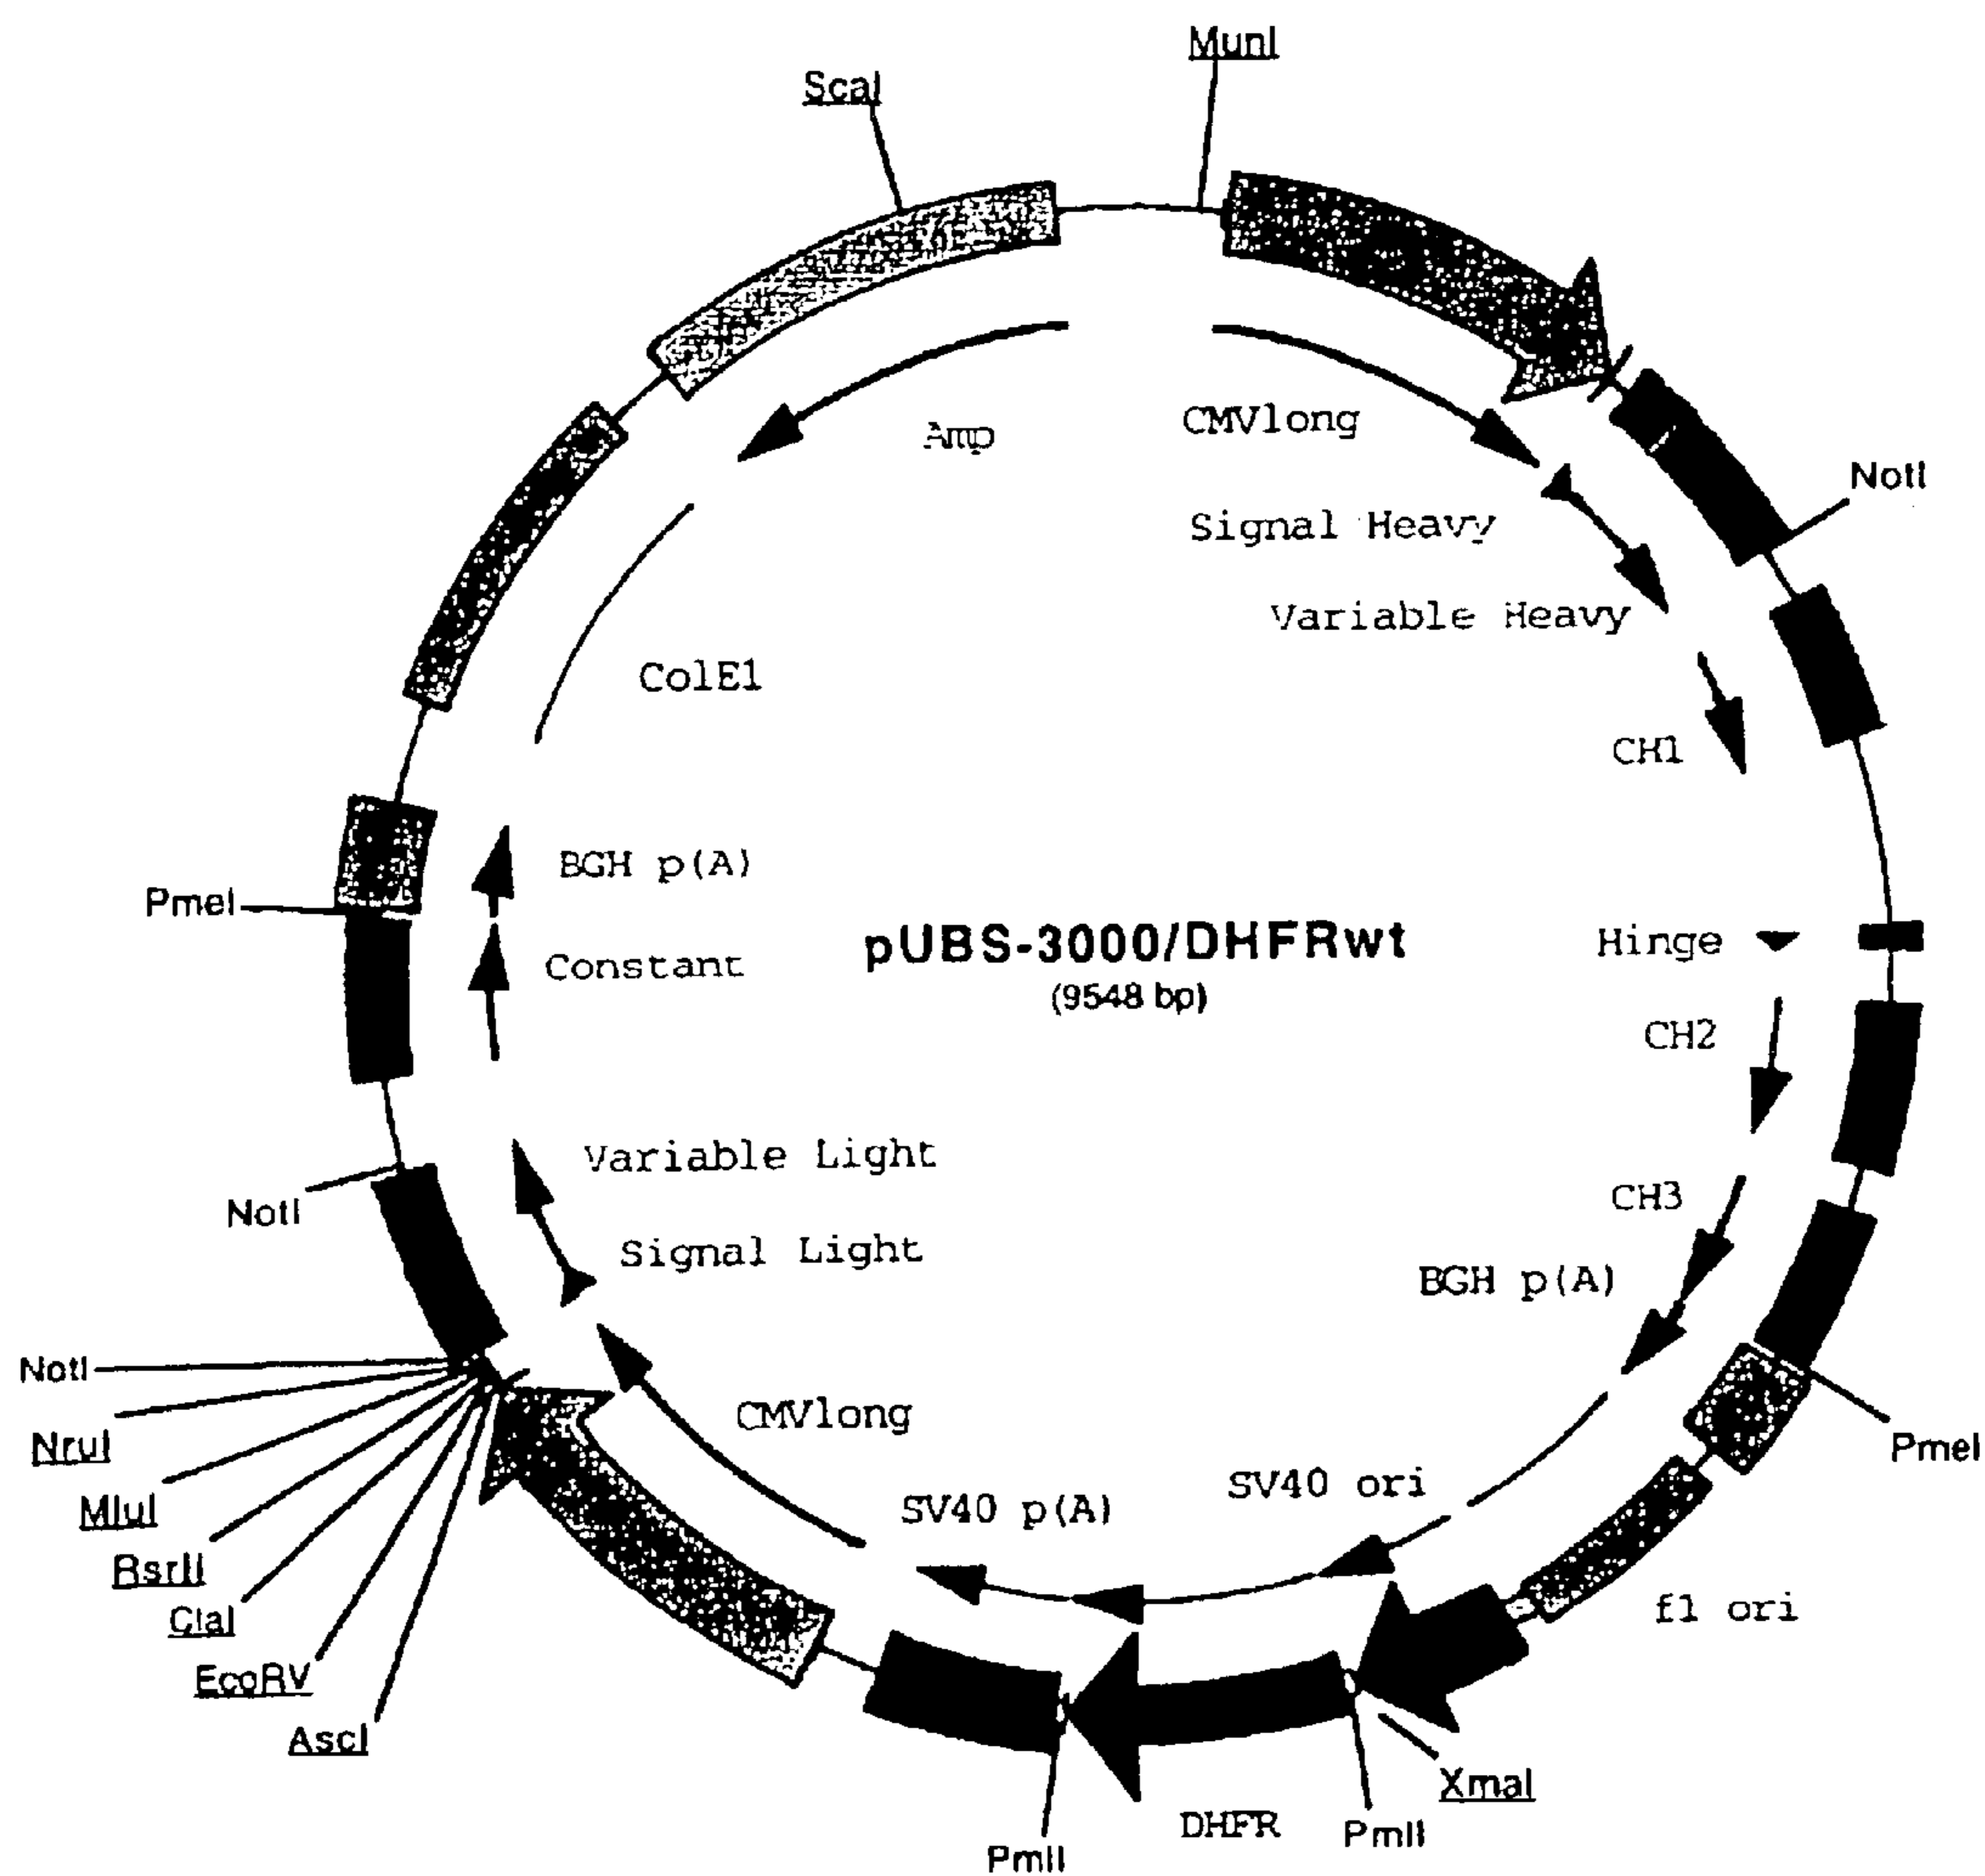 MunI
ScaI
Amp
CMVlong
NotI
Signal Heavy
Variable Heavy
ColE1
CH1
BGH p(A)
PmeI
pUBS-3000/DHFRwt
Hinge
Constant
(9548 bp)
CH2
Variable Light
CH3
NotI
Signal Light
BGH p(A)
NotI
CMVlong
NruI
PmeI
SV40 ori
SV40 p(A)
MluI
RsrII
f1 ori
ClaI
EcoRV
AscI
XmaI
DHFR
PmlI
PmlI